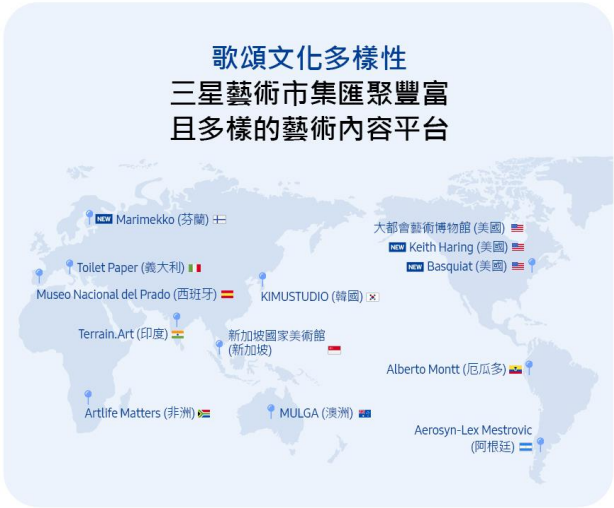 歌頌文化多樣性
三星藝術市集匯聚豐富
且多樣的藝術內容平台
NEW Marimekko (芬蘭)
大都會藝術博物館 (美國)
NEW Keith Haring (美國)
NEW Basquiat (美國)
Toilet Paper (義大利)
Museo Nacional del Prado (西班牙)
KIMUSTUDIO (韓國)
Terrain.Art (印度)
新加坡國家美術館
(新加坡)
Alberto Montt (厄瓜多)
Artlife Matters (非洲)
MULGA (澳洲)
Aerosyn-Lex Mestrovic
(阿根廷)